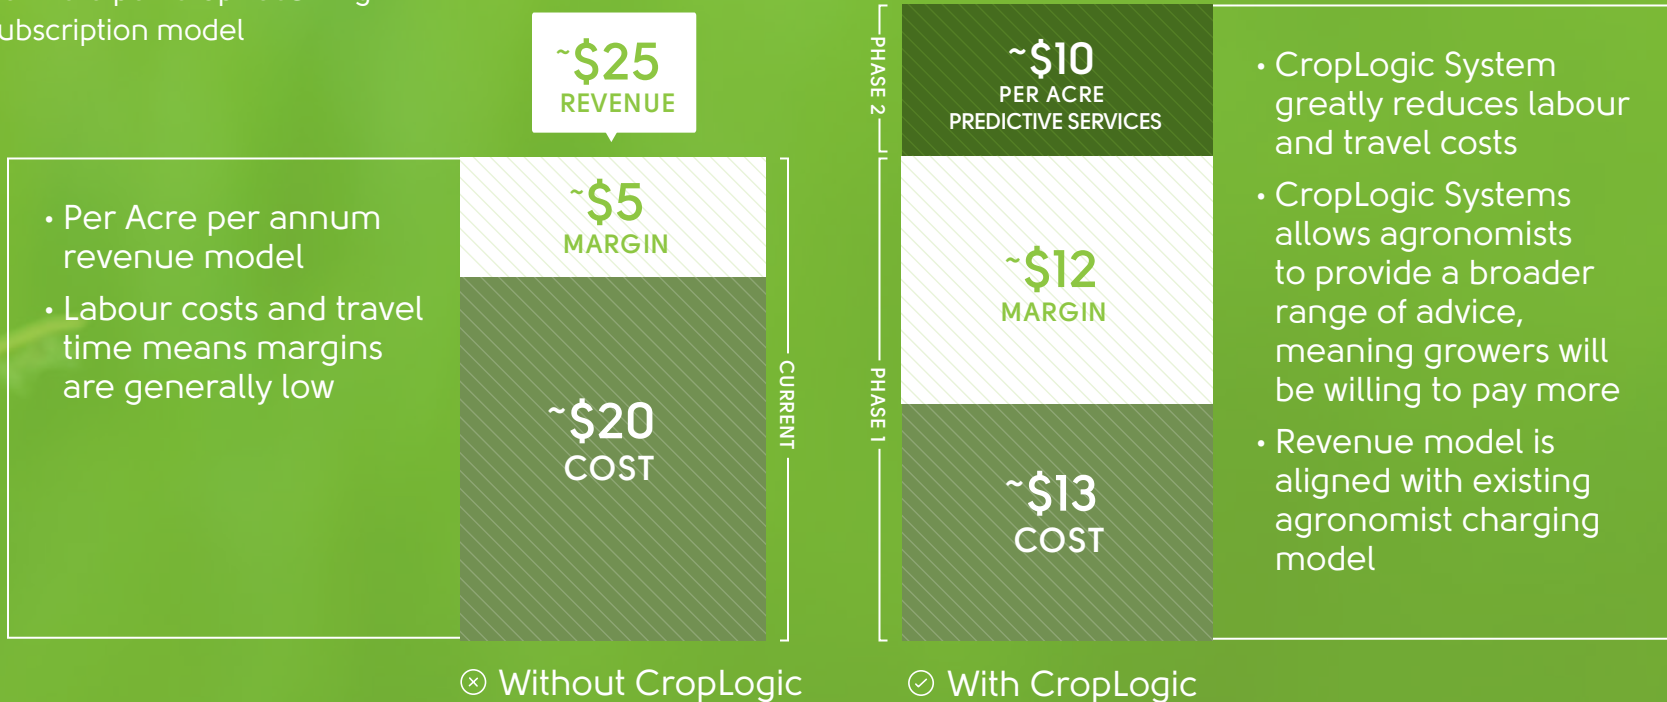 subscription model
~$25
REVENUE
• Per Acre per annum
revenue model
• Labour costs and travel
time means margins
are generally low
~$5
MARGIN
~$20
COST
CURRENT
⊗ Without CropLogic
PHASE 2
PHASE 1
~$10
PER ACRE
PREDICTIVE SERVICES
~$12
MARGIN
~$13
COST
With CropLogic
• CropLogic System
greatly reduces labour
and travel costs
• CropLogic Systems
allows agronomists
to provide a broader
range of advice,
meaning growers will
be willing to pay more
• Revenue model is
aligned with existing
agronomist charging
model